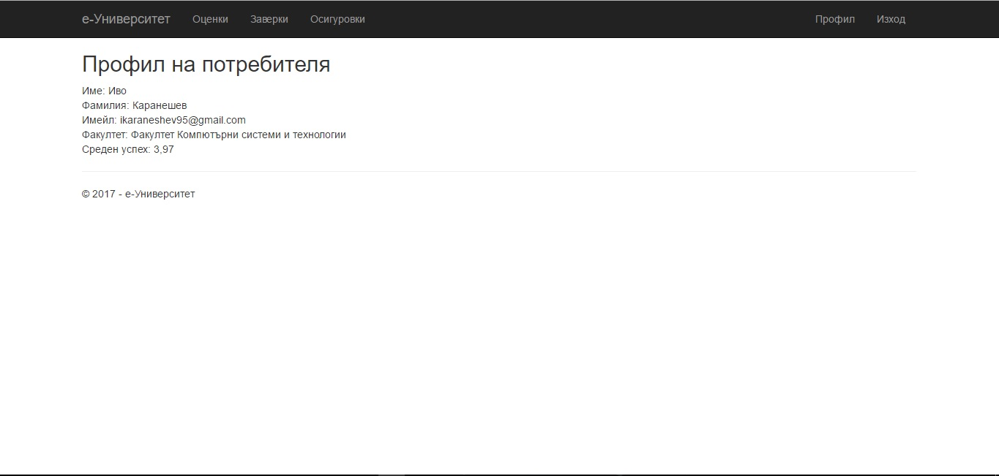 е-Университет Оценки Заверки Осигуровки Профил Изход
Профил на потребителя
Име: Иво
Фамилия: Каранешев
Имейл: ikaraneshev95@gmail.com
Факултет: Факултет Компютърни системи и технологии
Среден успех: 3,97
© 2017 - е-Университет